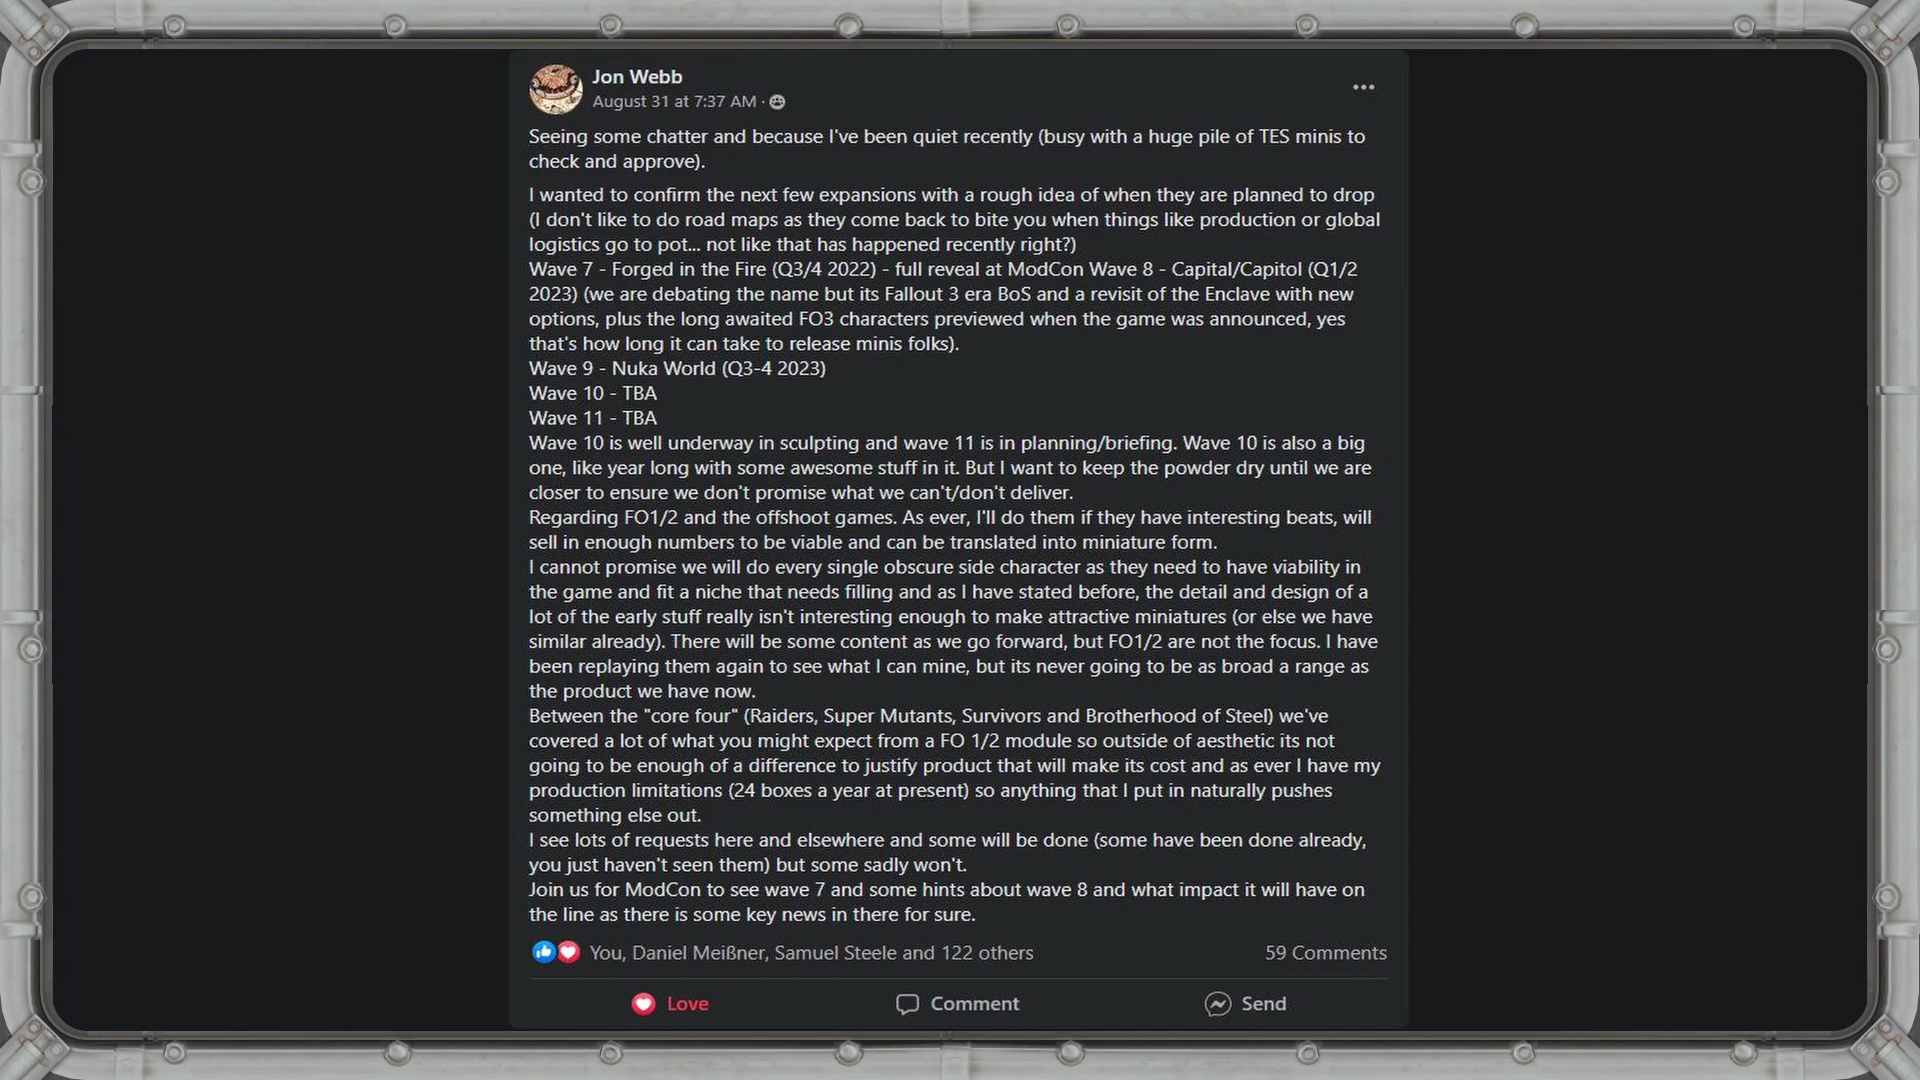 Jon Webb
August 31 at 7:37 AM ·
Seeing some chatter and because I've been quiet recently (busy with a huge pile of TES minis to
check and approve).
I wanted to confirm the next few expansions with a rough idea of when they are planned to drop
(I don't like to do road maps as they come back to bite you when things like production or global
logistics go to pot... not like that has happened recently right?)
Wave 7 - Forged in the Fire (Q3/4 2022) - full reveal at ModCon Wave 8 - Capital/Capitol (Q1/2
2023) (we are debating the name but its Fallout 3 era BoS and a revisit of the Enclave with new
options, plus the long awaited FO3 characters previewed when the game was announced, yes
that's how long it can take to release minis folks).
Wave 9 - Nuka World (Q3-4 2023)
Wave 10 - TBA
Wave 11 - TBA
Wave 10 is well underway in sculpting and wave 11 is in planning/briefing. Wave 10 is also a big
one, like year long with some awesome stuff in it. But I want to keep the powder dry until we are
closer to ensure we don't promise what we can't/don't deliver.
Regarding FO1/2 and the offshoot games. As ever, I'll do them if they have interesting beats, will
sell in enough numbers to be viable and can be translated into miniature form.
I cannot promise we will do every single obscure side character as they need to have viability in
the game and fit a niche that needs filling and as I have stated before, the detail and design of a
lot of the early stuff really isn't interesting enough to make attractive miniatures (or else we have
similar already). There will be some content as we go forward, but FO1/2 are not the focus. I have
been replaying them again to see what I can mine, but its never going to be as broad a range as
the product we have now.
Between the "core four" (Raiders, Super Mutants, Survivors and Brotherhood of Steel) we've
covered a lot of what you might expect from a FO 1/2 module so outside of aesthetic its not
going to be enough of a difference to justify product that will make its cost and as ever I have my
production limitations (24 boxes a year at present) so anything that I put in naturally pushes
something else out.
I see lots of requests here and elsewhere and some will be done (some have been done already,
you just haven't seen them) but some sadly won't.
Join us for ModCon to see wave 7 and some hints about wave 8 and what impact it will have on
the line as there is some key news in there for sure.
You, Daniel Meißner, Samuel Steele and 122 others 59 Comments
Love Comment Send